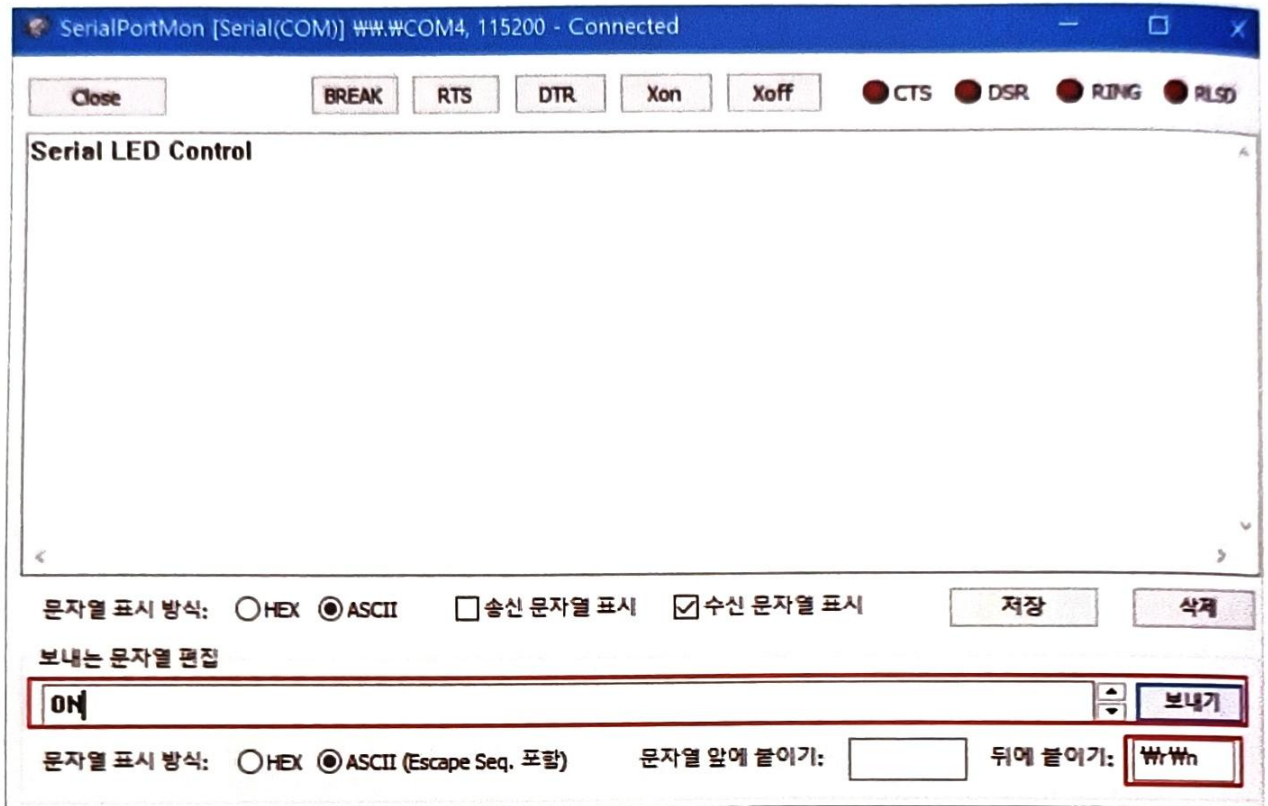 SerialPortMon [Serial(COM)] ₩₩.₩COM4, 115200 - Connected
Close BREAK RTS DTR Xon Xoff CTS DSR RING RLSD
Serial LED Control
문자열 표시 방식: HEX ASCII 송신 문자열 표시 수신 문자열 표시 저장 삭제
보내는 문자열 편집
ON 보내기
문자열 표시 방식: HEX ASCII (Escape Seq. 포함) 문자열 앞에 붙이기: 뒤에 붙이기: ₩r₩n